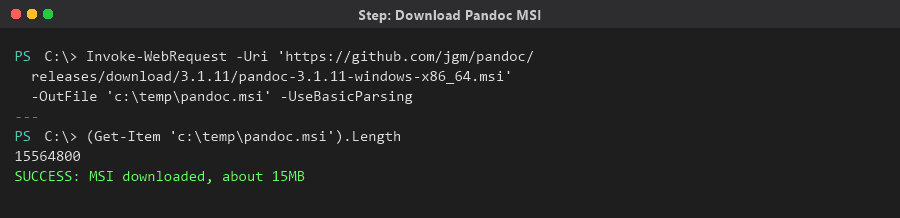 Step: Download Pandoc MSI
PS C:\> Invoke-WebRequest -Uri 'https://github.com/jgm/pandoc/
releases/download/3.1.11/pandoc-3.1.11-windows-x86_64.msi'
-OutFile 'c:\temp\pandoc.msi' -UseBasicParsing
---
PS C:\> (Get-Item 'c:\temp\pandoc.msi').Length
15564800
SUCCESS: MSI downloaded, about 15MB